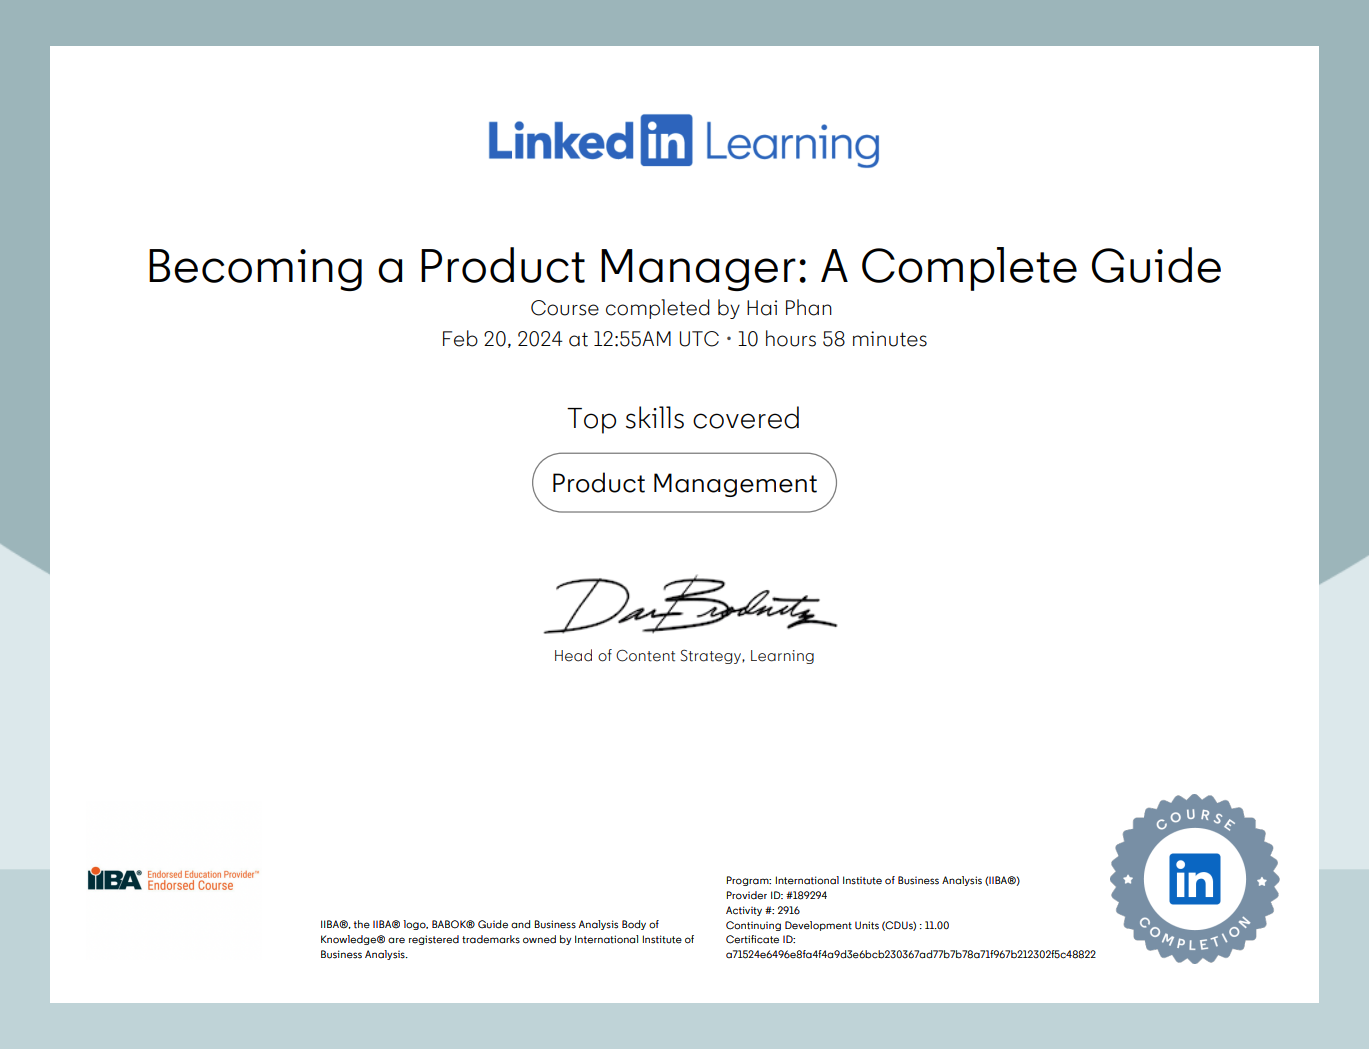 LinkedIn Learning
Becoming a Product Manager: A Complete Guide
Course completed by Hai Phan
Feb 20, 2024 at 12:55AM UTC • 10 hours 58 minutes
Top skills covered
Product Management
Dan Brodnitz
Head of Content Strategy, Learning
IIBA® Endorsed Education Provider™
Endorsed Course
IIBA®, the IIBA® logo, BABOK® Guide and Business Analysis Body of
Knowledge® are registered trademarks owned by International Institute of
Business Analysis.
Program: International Institute of Business Analysis (IIBA®)
Provider ID: #189294
Activity #: 2916
Continuing Development Units (CDUs) : 11.00
Certificate ID:
a71524e6496e8fa4f4a9d3e6bcb230367ad77b7b78a71f967b212302f5c48822
COURSE
in
COMPLETION